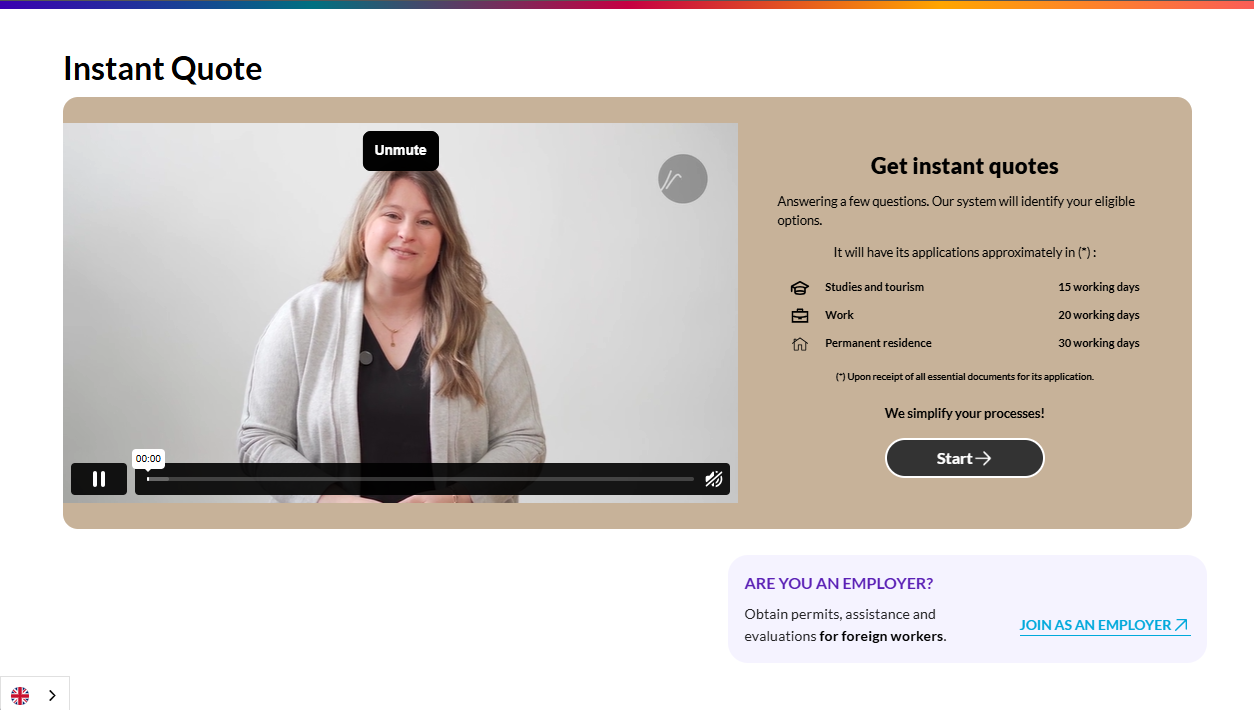 Instant Quote
Unmute
00:00
Get instant quotes
Answering a few questions. Our system will identify your eligible
options.
It will have its applications approximately in (*) :
Studies and tourism 15 working days
Work 20 working days
Permanent residence 30 working days
(*) Upon receipt of all essential documents for its application.
We simplify your processes!
Start
ARE YOU AN EMPLOYER?
Obtain permits, assistance and
evaluations for foreign workers.
JOIN AS AN EMPLOYER